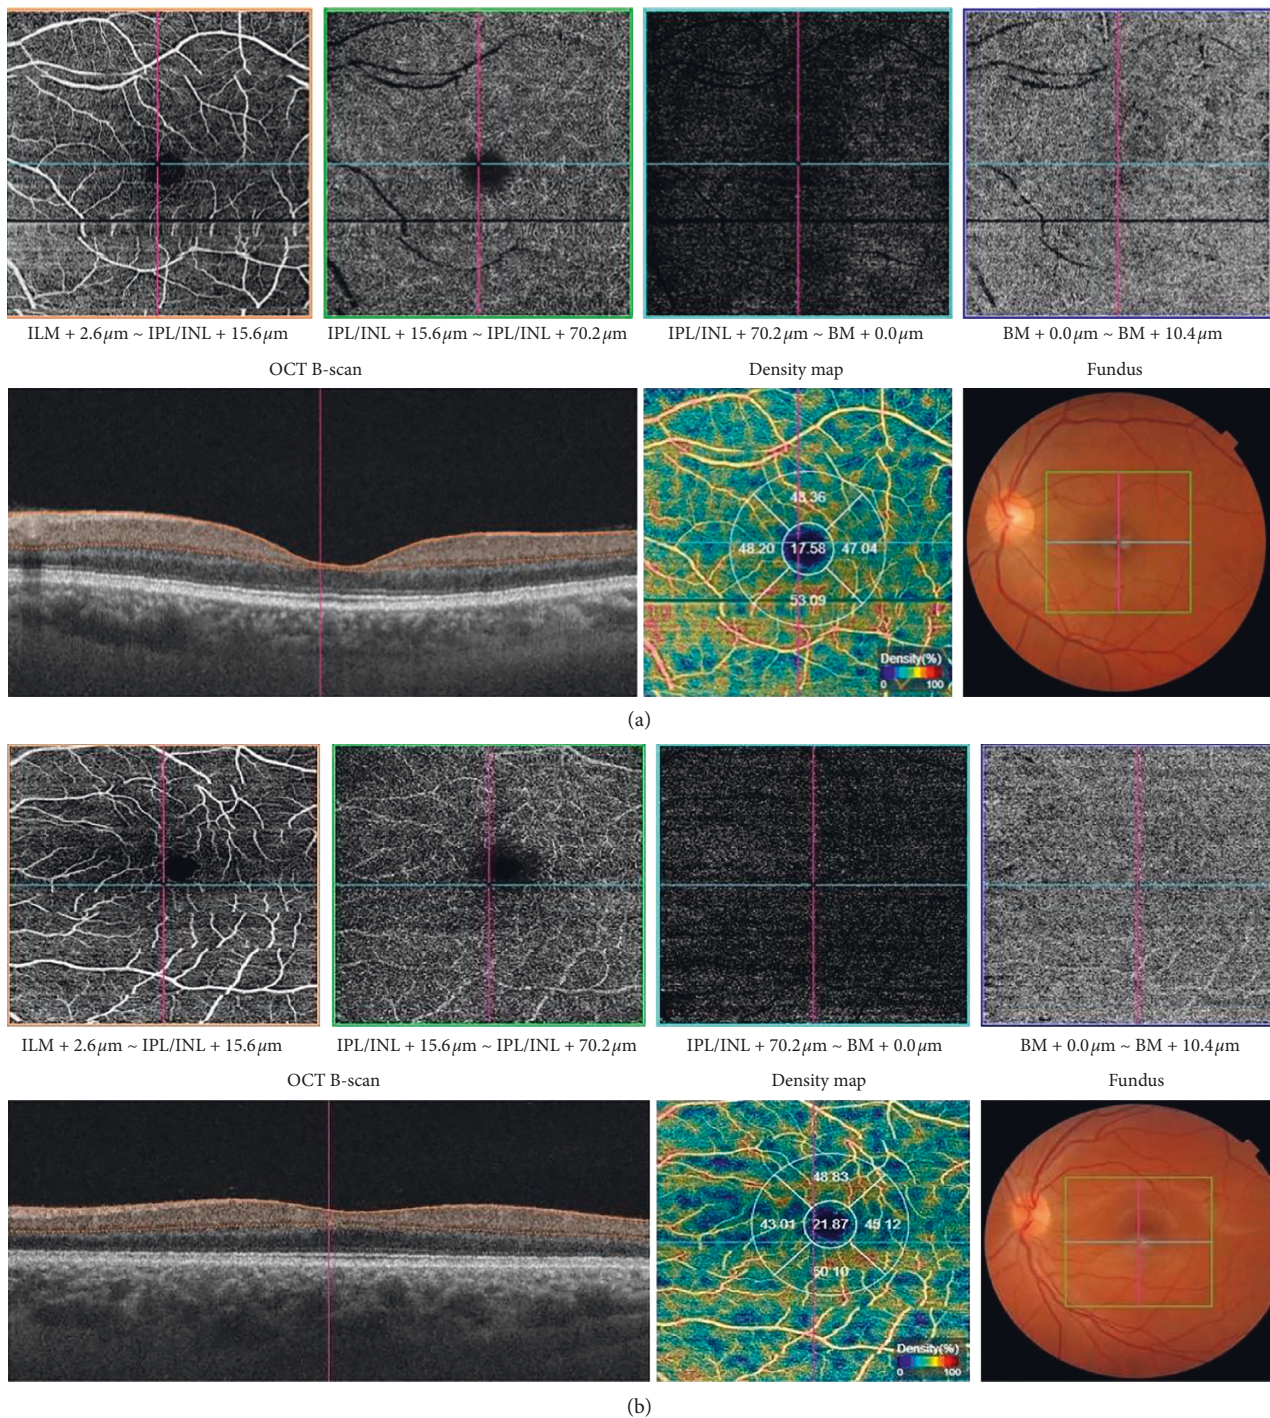 ILM + 2.6 μm ~ IPL/INL + 15.6 μm
IPL/INL + 15.6 μm ~ IPL/INL + 70.2 μm
IPL/INL + 70.2 μm ~ BM + 0.0 μm
BM + 0.0 μm ~ BM + 10.4 μm
OCT B-scan
Density map
Fundus
48.36
48.20
17.58
47.04
53.09
Density(%)
0
100
(a)
ILM + 2.6 μm ~ IPL/INL + 15.6 μm
IPL/INL + 15.6 μm ~ IPL/INL + 70.2 μm
IPL/INL + 70.2 μm ~ BM + 0.0 μm
BM + 0.0 μm ~ BM + 10.4 μm
OCT B-scan
Density map
Fundus
48.83
43.01
21.87
45.12
50.10
Density(%)
0
100
(b)